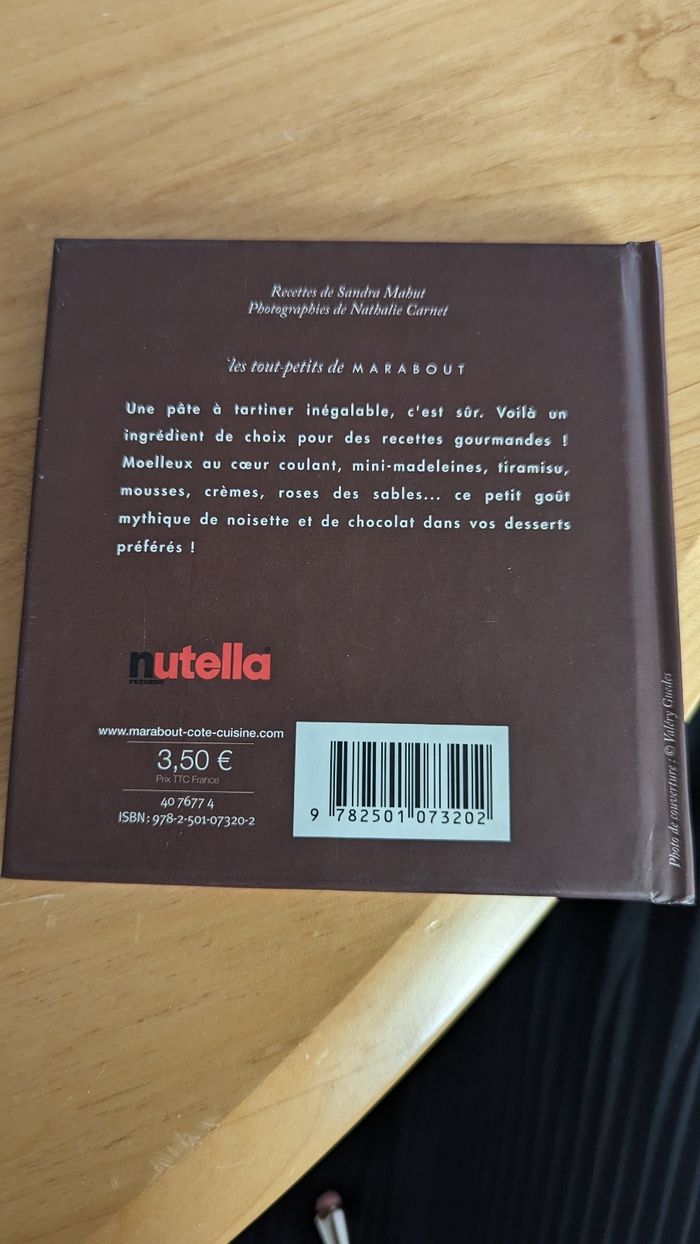 Recettes de Sandra Mahut
Photographies de Nathalie Carnet
les tout-petits de MARABOUT
Une pâte à tartiner inégalable, c'est sûr. Voilà un
ingrédient de choix pour des recettes gourmandes !
Moelleux au cœur coulant, mini-madeleines, tiramisu,
mousses, crèmes, roses des sables... ce petit goût
mythique de noisette et de chocolat dans vos desserts
préférés !
nutella
FERRERO
www.marabout-cote-cuisine.com
3,50 €
Prix TTC France
40 7677 4
ISBN : 978-2-501-07320-2
9 782501 073202
Photo de couverture : © Valéry Guedes